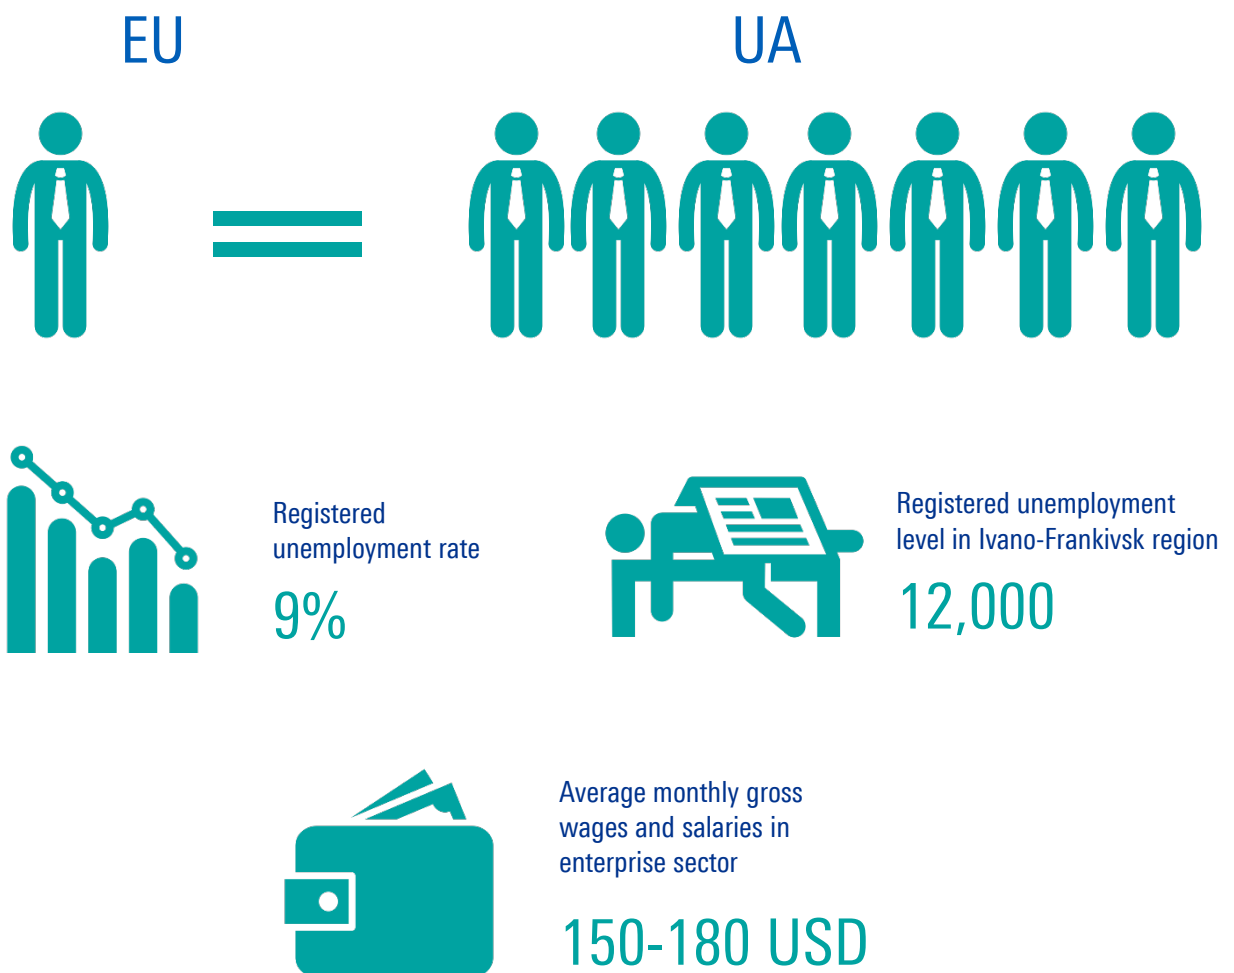 EU
UA
Registered
unemployment rate
9%
Registered unemployment
level in Ivano-Frankivsk region
12,000
Average monthly gross
wages and salaries in
enterprise sector
150-180 USD